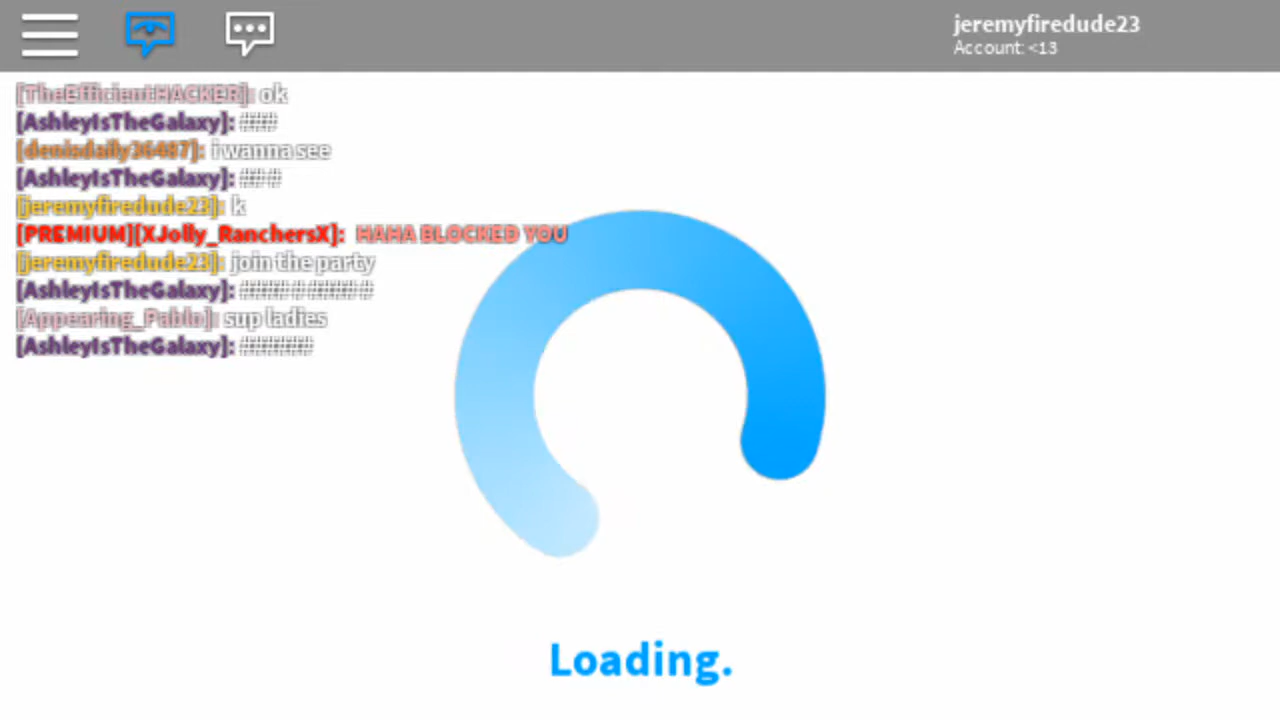 jeremyfiredude23
Account: <13
[TheEfficientHACKER]: ok
[AshleyIsTheGalaxy]: ###
[denisdaily36487]: i wanna see
[AshleyIsTheGalaxy]: ## #
[jeremyfiredude23]: k
[PREMIUM][XJolly_RanchersX]: HAHA BLOCKED YOU
[jeremyfiredude23]: join the party
[AshleyIsTheGalaxy]: #### # #### #
[Appearing_Pablo]: sup ladies
[AshleyIsTheGalaxy]: ######
Loading.